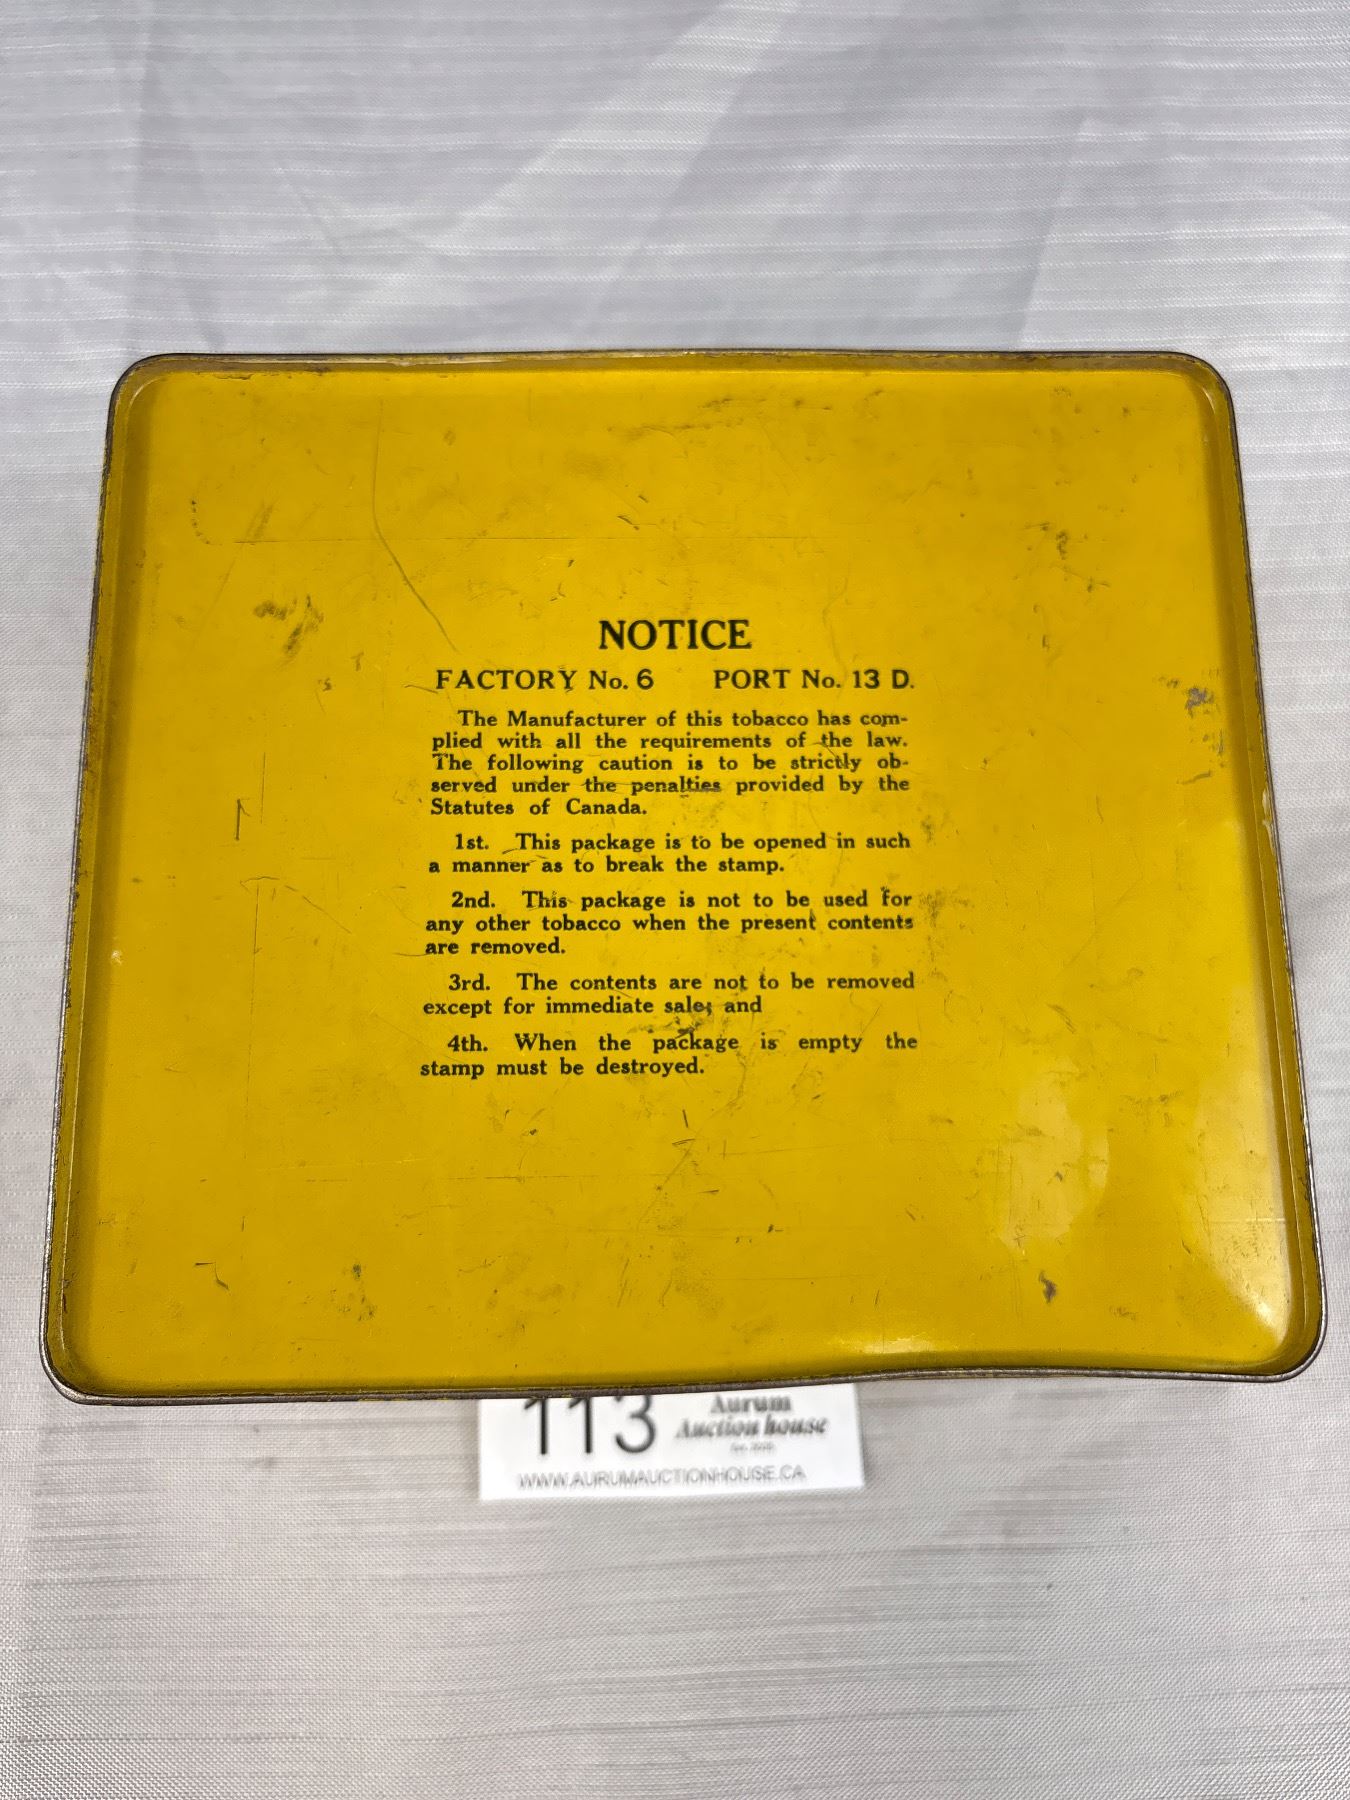 NOTICE
FACTORY No. 6 PORT No. 13 D.
The Manufacturer of this tobacco has com-
plied with all the requirements of the law.
The following caution is to be strictly ob-
served under the penalties provided by the
Statutes of Canada.
1st. This package is to be opened in such
a manner as to break the stamp.
2nd. This package is not to be used for
any other tobacco when the present contents
are removed.
3rd. The contents are not to be removed
except for immediate sale; and
4th. When the package is empty the
stamp must be destroyed.
113
Aurum
Auction house
WWW.AURUMAUCTIONHOUSE.CA